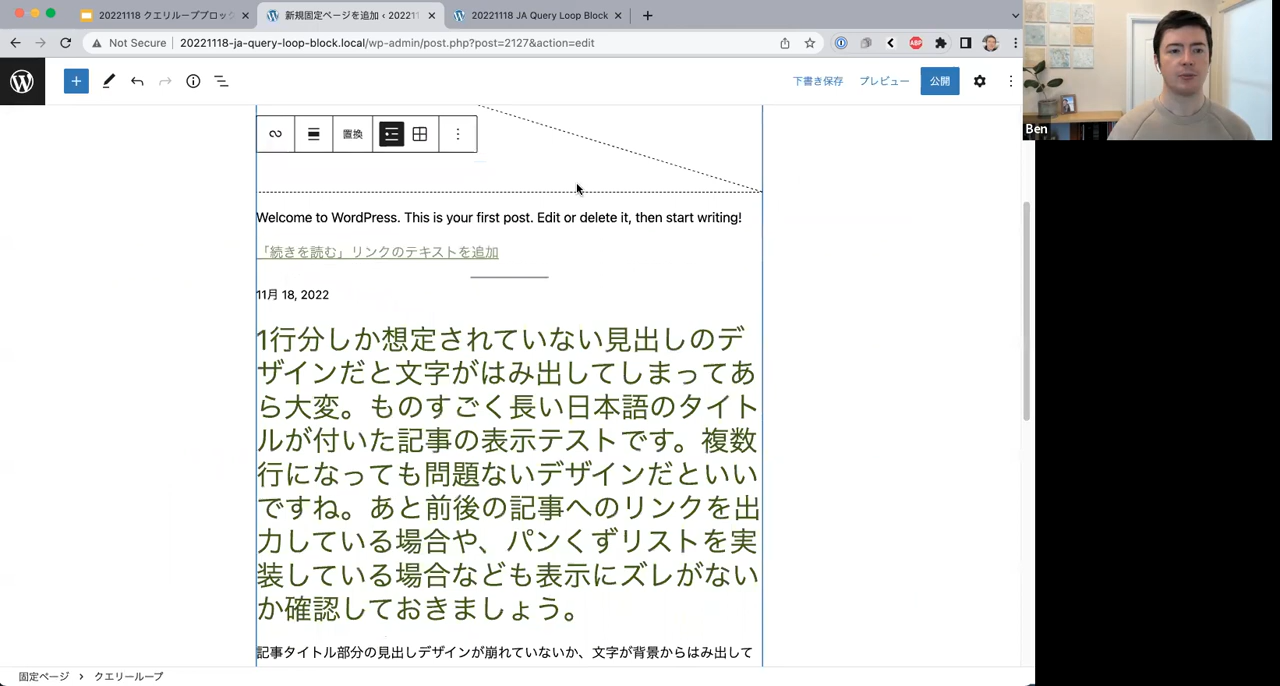 20221118 クエリループブロック
新規固定ページを追加 ‹ 202211
20221118 JA Query Loop Block
Not Secure
20221118-ja-query-loop-block.local/wp-admin/post.php?post=2127&action=edit
ABP
Ben
下書き保存
プレビュー
公開
置換
Welcome to WordPress. This is your first post. Edit or delete it, then start writing!
「続きを読む」リンクのテキストを追加
11月 18, 2022
1行分しか想定されていない見出しのデ
ザインだと文字がはみ出してしまってあ
ら大変。ものすごく長い日本語のタイト
ルが付いた記事の表示テストです。複数
行になっても問題ないデザインだといい
ですね。あと前後の記事へのリンクを出
力している場合や、パンくずリストを実
装している場合なども表示にズレがない
か確認しておきましょう。
記事タイトル部分の見出しデザインが崩れていないか、文字が背景からはみ出して
固定ページ › クエリーループ